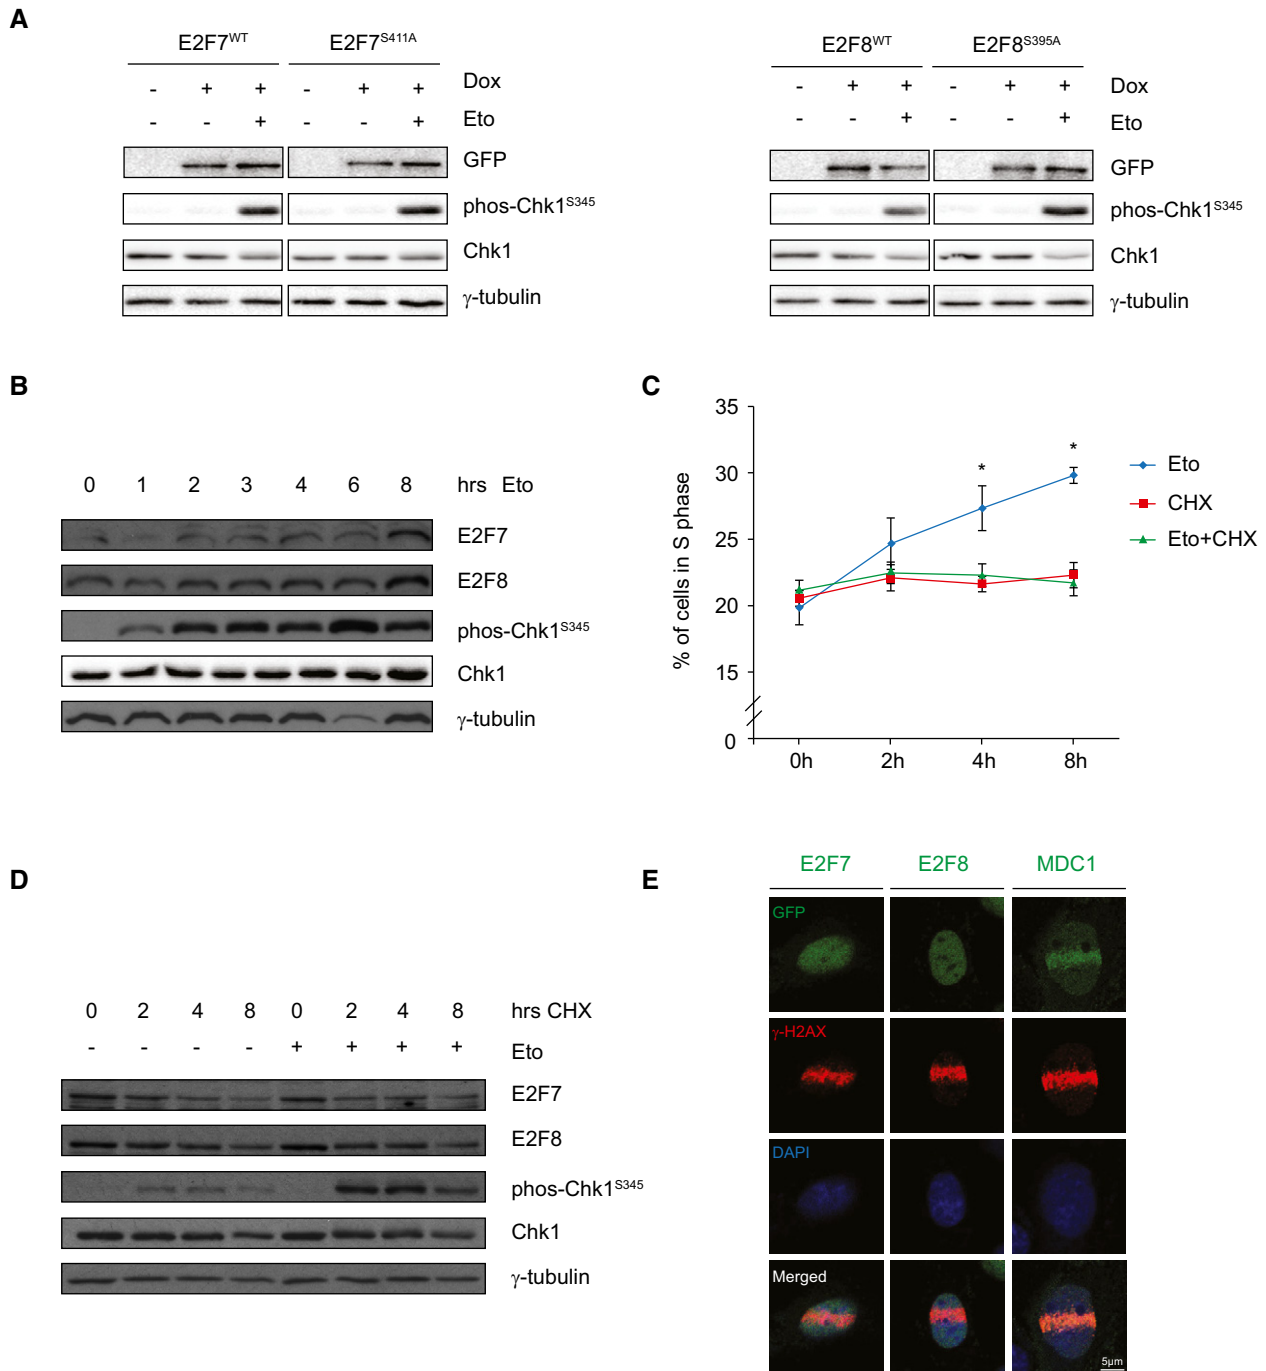 A
E2F7WT E2F7S411A
- + + - + + Dox
- - + - - + Eto
GFP
phos-Chk1S345
Chk1
γ-tubulin
E2F8WT E2F8S395A
- + + - + + Dox
- - + - - + Eto
GFP
phos-Chk1S345
Chk1
γ-tubulin
B
0 1 2 3 4 6 8 hrs Eto
E2F7
E2F8
phos-Chk1S345
Chk1
γ-tubulin
C
% of cells in S phase
35
30
25
20
15
0
0h 2h 4h 8h
*
*
Eto
CHX
Eto+CHX
D
0 2 4 8 0 2 4 8 hrs CHX
- - - - + + + + Eto
E2F7
E2F8
phos-Chk1S345
Chk1
γ-tubulin
E
E2F7 E2F8 MDC1
GFP
γ-H2AX
DAPI
Merged
5μm